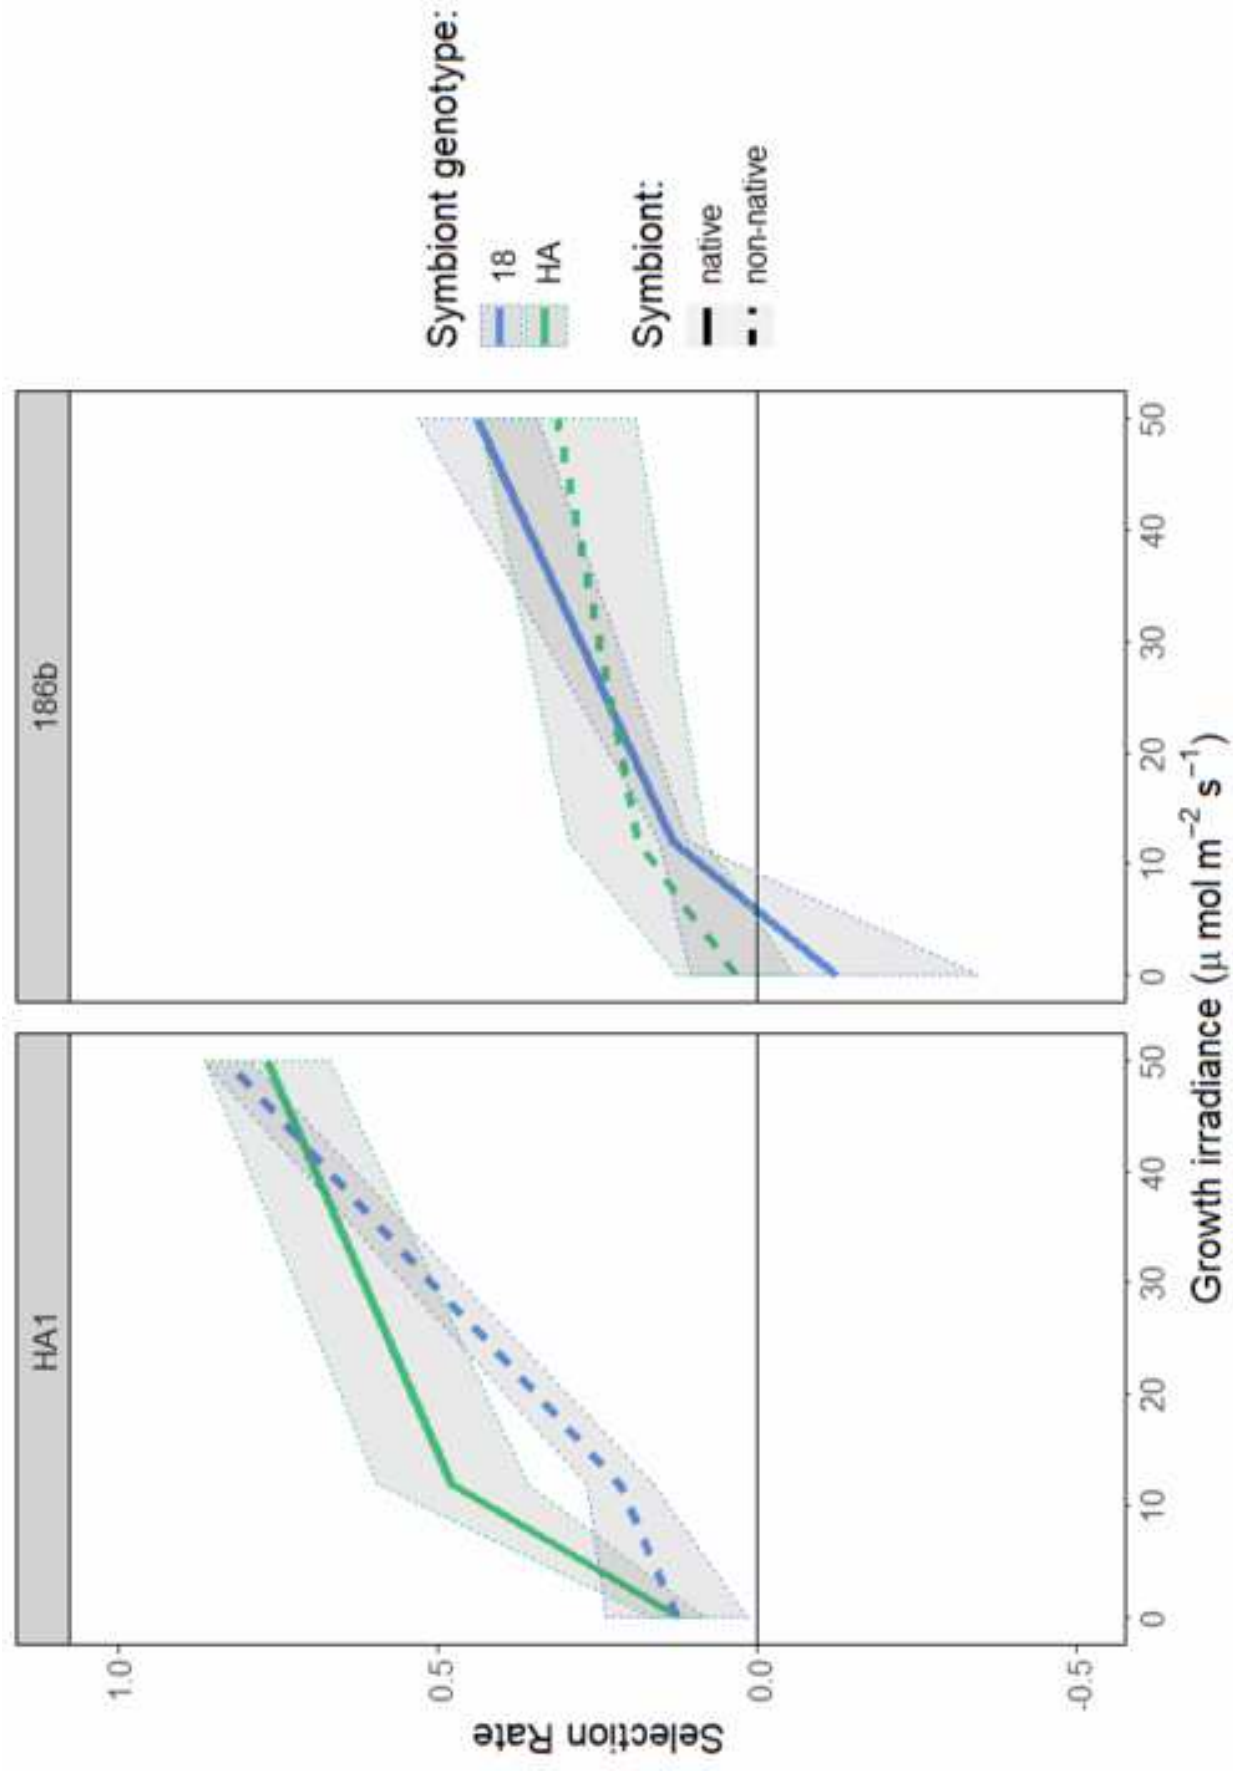 HA1
186b
Selection Rate
1.0
0.5
0.0
-0.5
0 10 20 30 40 50
0 10 20 30 40 50
Growth irradiance (μ mol m⁻² s⁻¹)
Symbiont genotype:
18
HA
Symbiont:
native
non-native